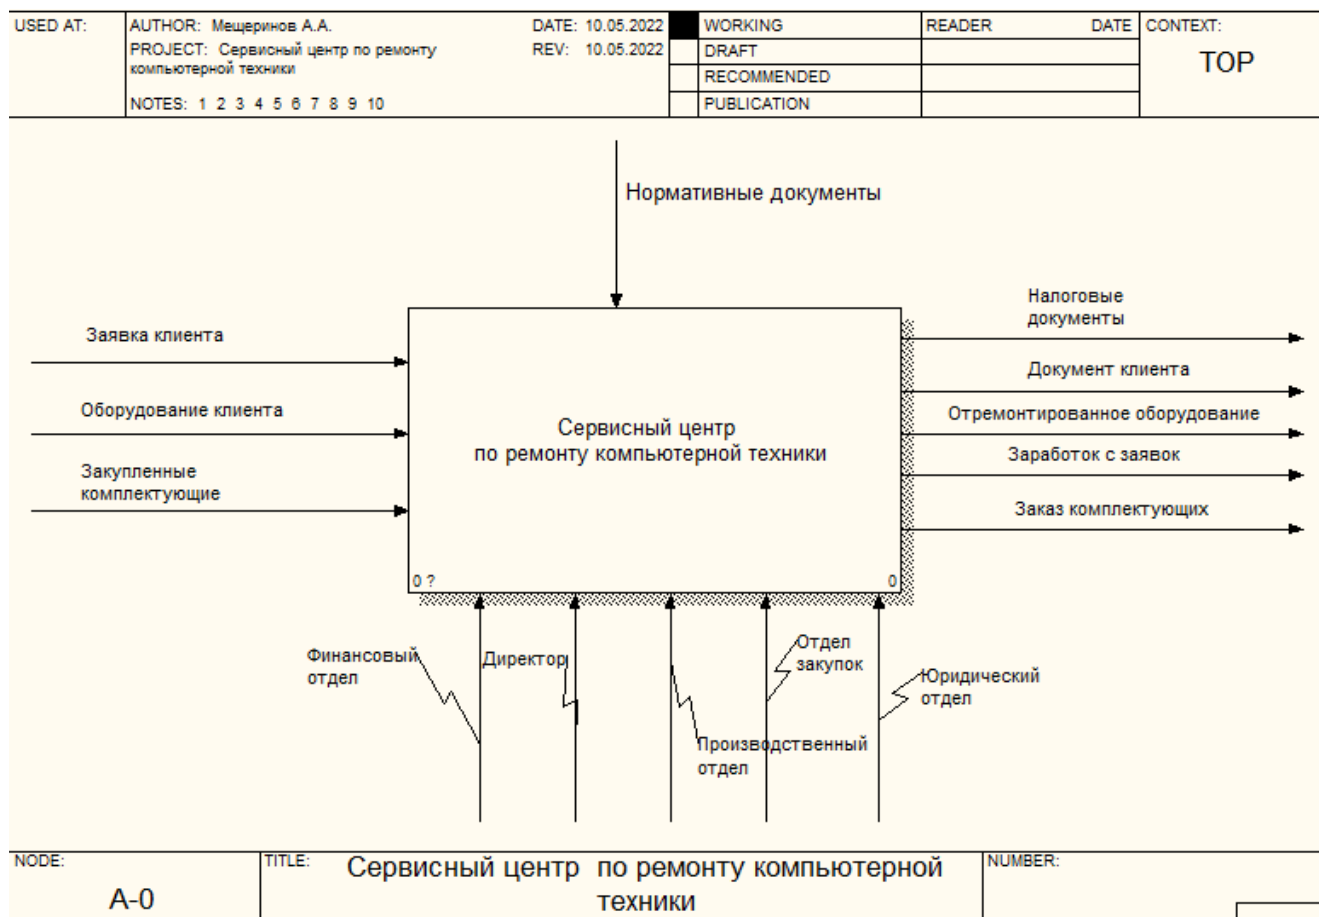 USED AT:
AUTHOR: Мещеринов А.А.
DATE: 10.05.2022
PROJECT: Сервисный центр по ремонту
компьютерной техники
REV: 10.05.2022
NOTES: 1 2 3 4 5 6 7 8 9 10
WORKING
DRAFT
RECOMMENDED
PUBLICATION
READER
DATE
CONTEXT:
TOP
Нормативные документы
Заявка клиента
Оборудование клиента
Закупленные
комплектующие
Сервисный центр
по ремонту компьютерной техники
0 ?
0
Налоговые
документы
Документ клиента
Отремонтированное оборудование
Заработок с заявок
Заказ комплектующих
Финансовый
отдел
Директор
Производственный
отдел
Отдел
закупок
Юридический
отдел
NODE:
A-0
TITLE:
Сервисный центр по ремонту компьютерной
техники
NUMBER: